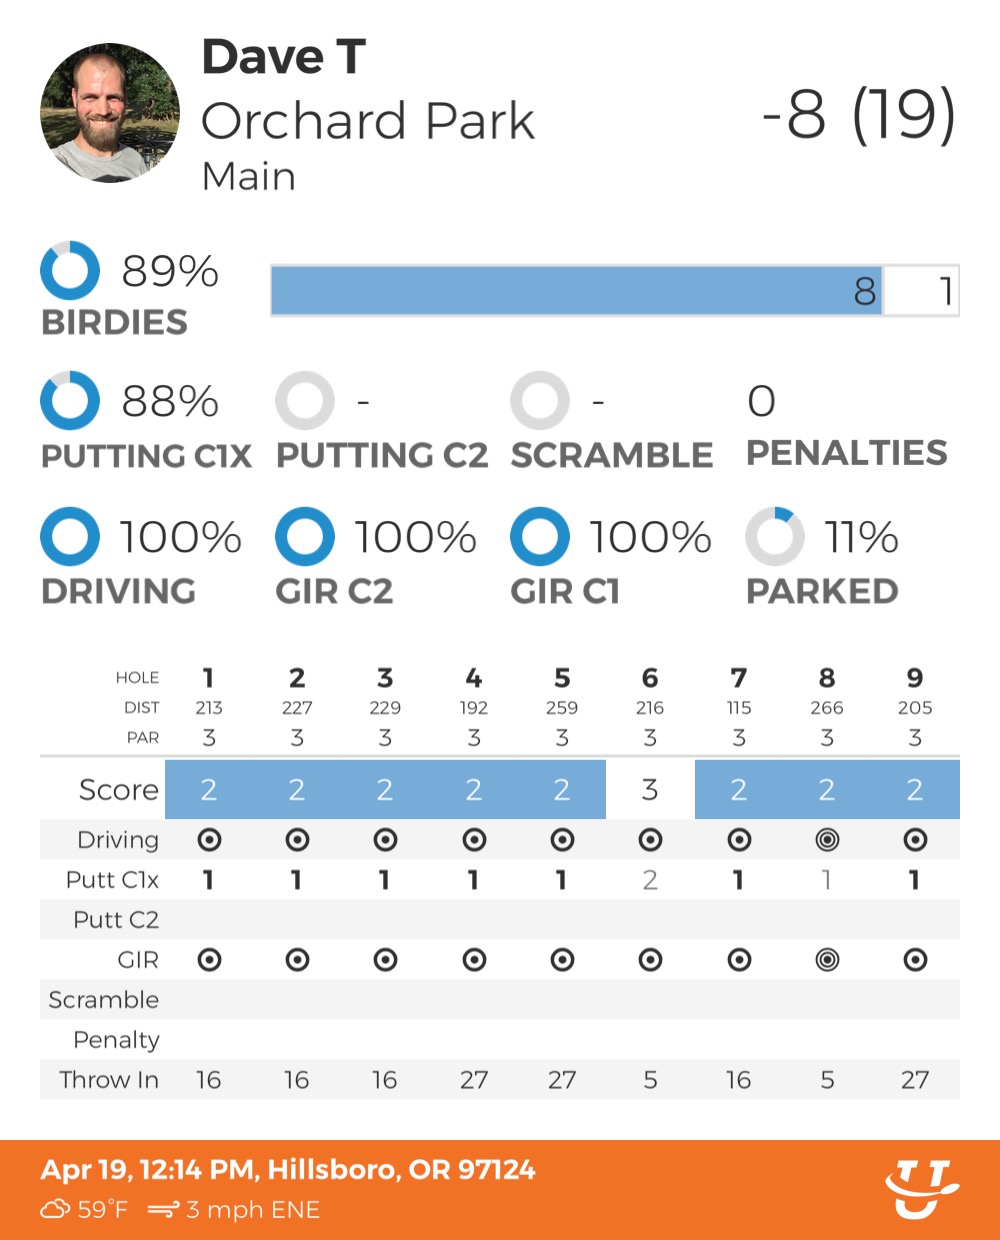 Dave T
Orchard Park
Main
-8 (19)
89%
BIRDIES
8 1
88%
PUTTING C1X
-
PUTTING C2
-
SCRAMBLE
0
PENALTIES
100%
DRIVING
100%
GIR C2
100%
GIR C1
11%
PARKED
HOLE 1 2 3 4 5 6 7 8 9
DIST 213 227 229 192 259 216 115 266 205
PAR 3 3 3 3 3 3 3 3 3
Score 2 2 2 2 2 3 2 2 2
Driving
Putt C1x 1 1 1 1 1 2 1 1 1
Putt C2
GIR
Scramble
Penalty
Throw In 16 16 16 27 27 5 16 5 27
Apr 19, 12:14 PM, Hillsboro, OR 97124
59°F 3 mph ENE